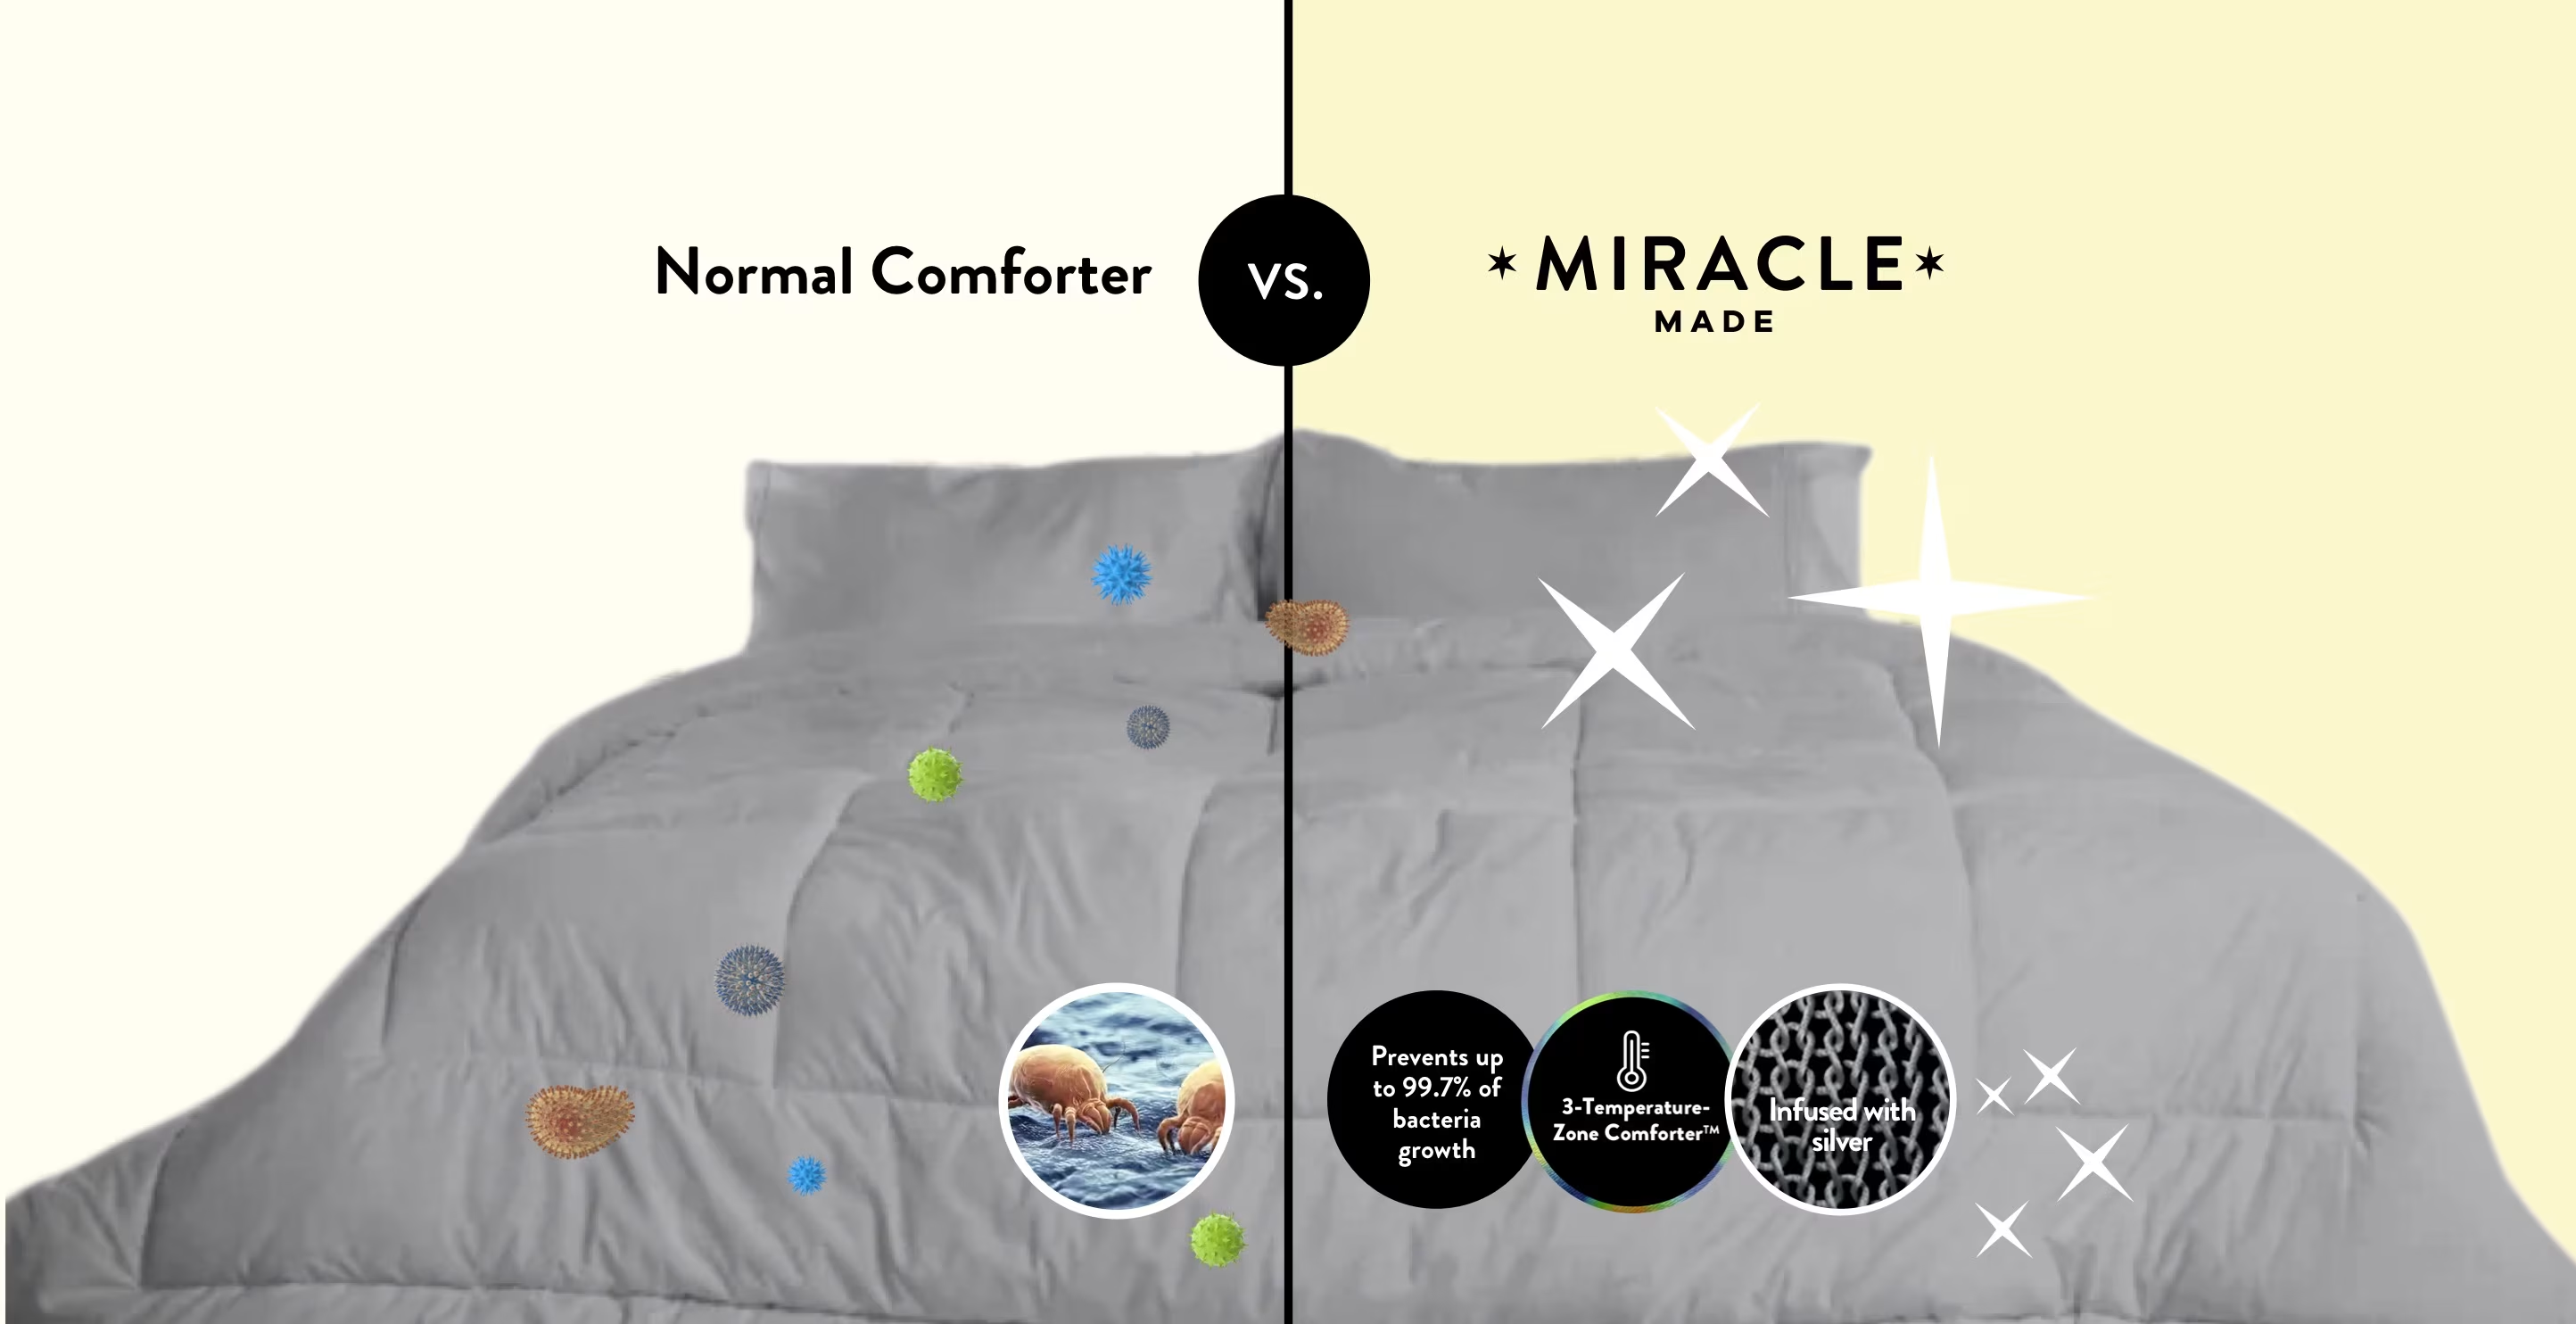 Normal Comforter
VS.
MIRACLE
MADE
Prevents up
to 99.7% of
bacteria
growth
3-Temperature-
Zone Comforter™
Infused with
silver